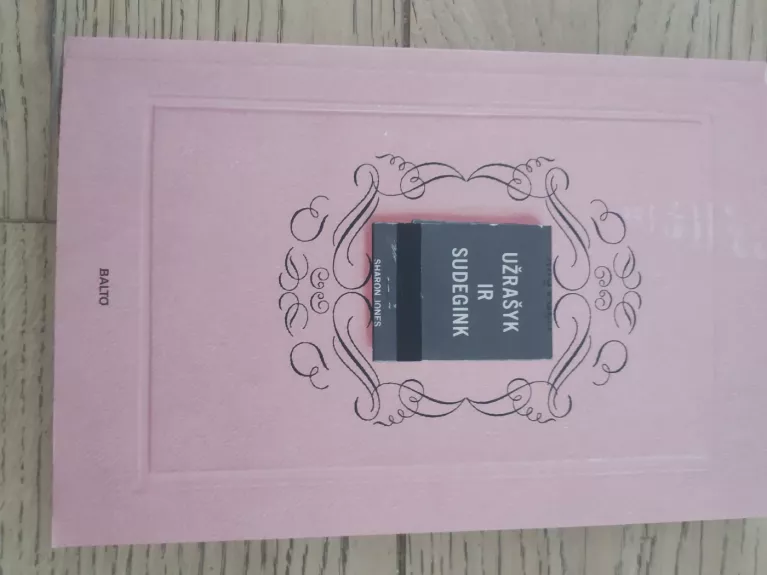 UŽRAŠYK
IR
SUDEGINK
SHARON JONES
BALTO